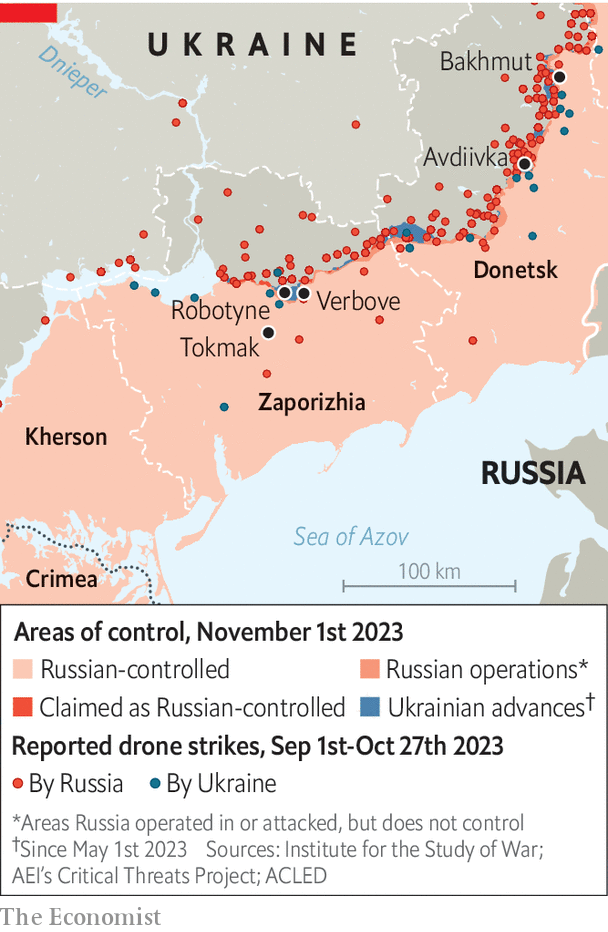 UKRAINE
Dnieper
Bakhmut
Avdiivka
Donetsk
Robotyne
Verbove
Tokmak
Zaporizhia
Kherson
RUSSIA
Sea of Azov
Crimea
100 km
Areas of control, November 1st 2023
Russian-controlled
Russian operations*
Claimed as Russian-controlled
Ukrainian advances†
Reported drone strikes, Sep 1st-Oct 27th 2023
By Russia
By Ukraine
*Areas Russia operated in or attacked, but does not control
†Since May 1st 2023 Sources: Institute for the Study of War;
AEI’s Critical Threats Project; ACLED
The Economist